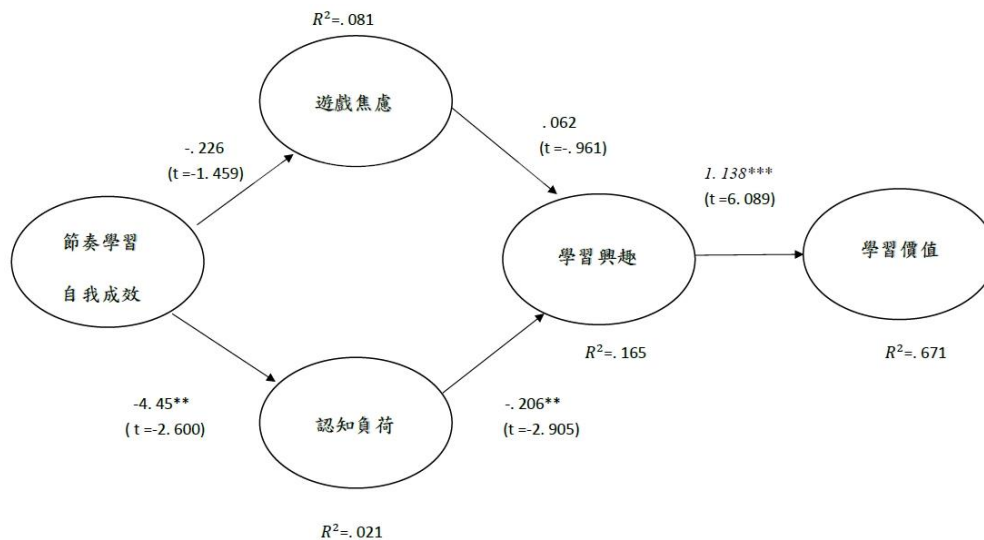 R²=. 081
遊戲焦慮
-. 226
(t =-1. 459)
. 062
(t =-. 961)
1. 138***
(t =6. 089)
節奏學習
自我成效
學習興趣
學習價值
R²=. 165
R²=. 671
-4. 45**
( t =-2. 600)
認知負荷
-. 206**
(t =-2. 905)
R²=. 021